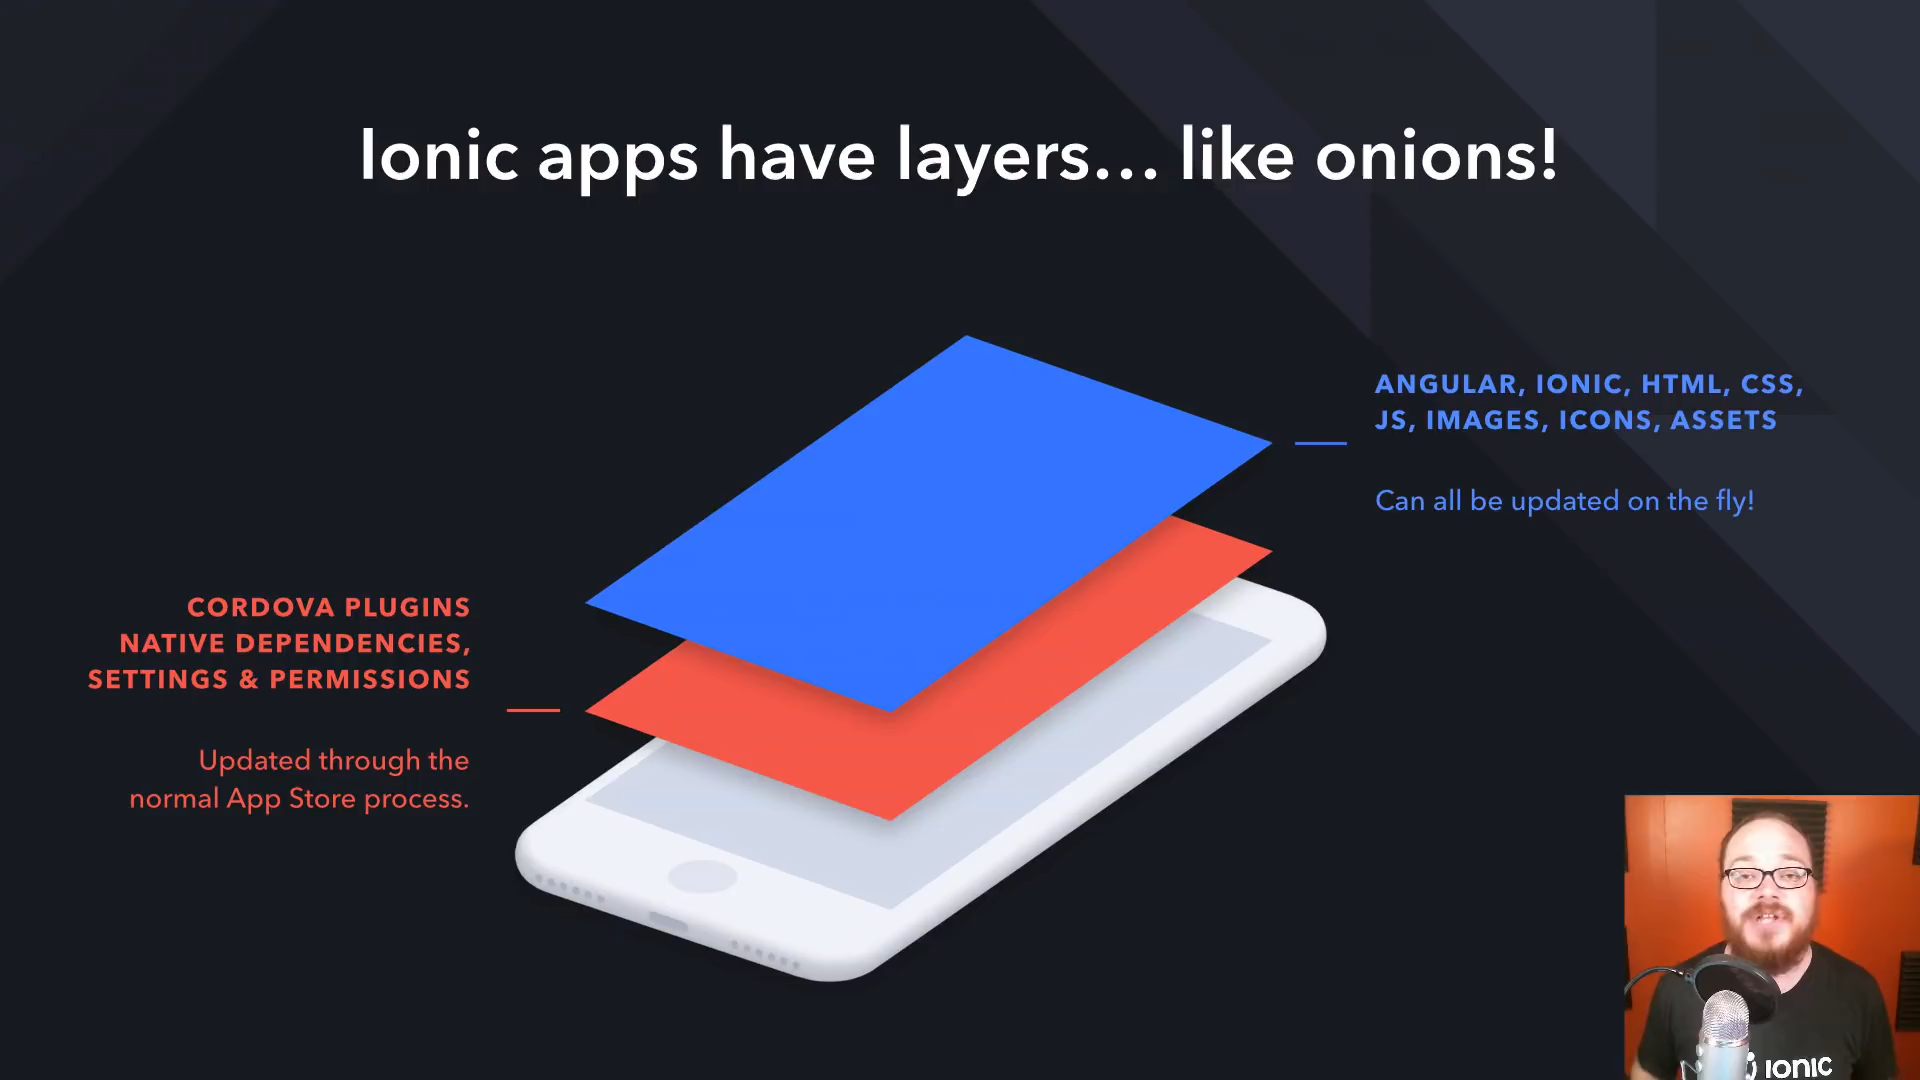 Ionic apps have layers... like onions!
ANGULAR, IONIC, HTML, CSS,
JS, IMAGES, ICONS, ASSETS
Can all be updated on the fly!
CORDOVA PLUGINS
NATIVE DEPENDENCIES,
SETTINGS & PERMISSIONS
Updated through the
normal App Store process.
IONIC